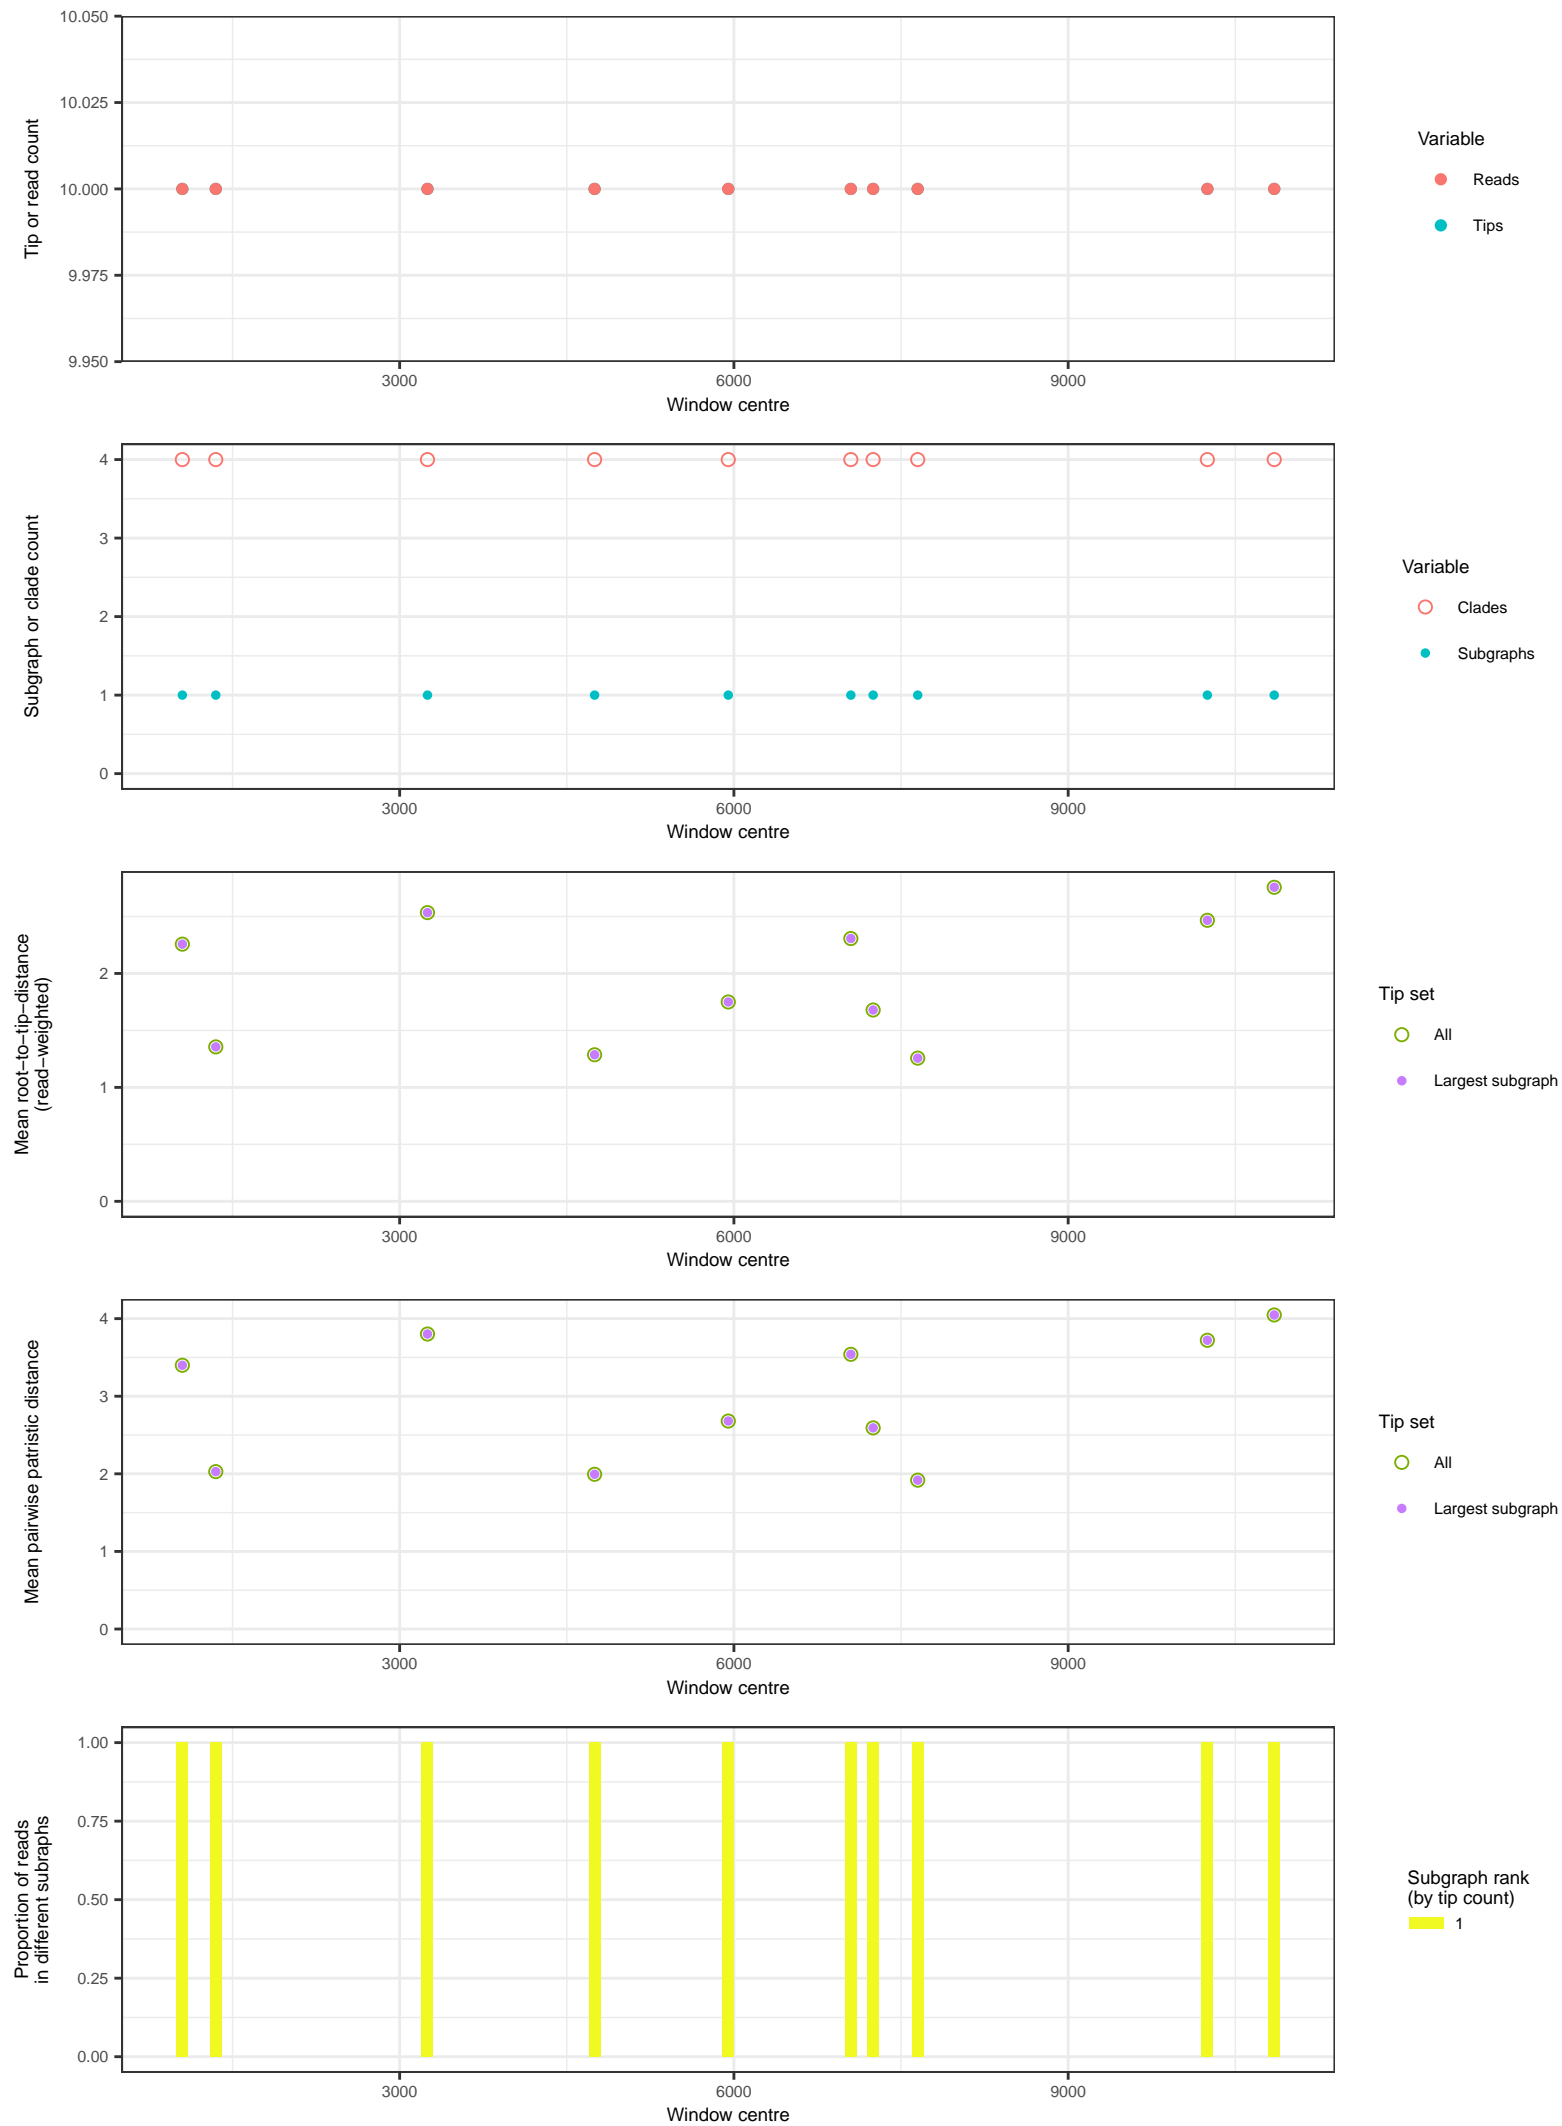 10.050
10.025
10.000
9.975
9.950
Tip or read count
3000
6000
9000
Window centre
Variable
Reads
Tips
4
3
2
1
0
Subgraph or clade count
3000
6000
9000
Window centre
Variable
Clades
Subgraphs
2
1
0
Mean root−to−tip−distance
(read−weighted)
3000
6000
9000
Window centre
Tip set
All
Largest subgraph
4
3
2
1
0
Mean pairwise patristic distance
3000
6000
9000
Window centre
Tip set
All
Largest subgraph
1.00
0.75
0.50
0.25
0.00
Proportion of reads
in different subraphs
3000
6000
9000
Window centre
Subgraph rank
(by tip count)
1